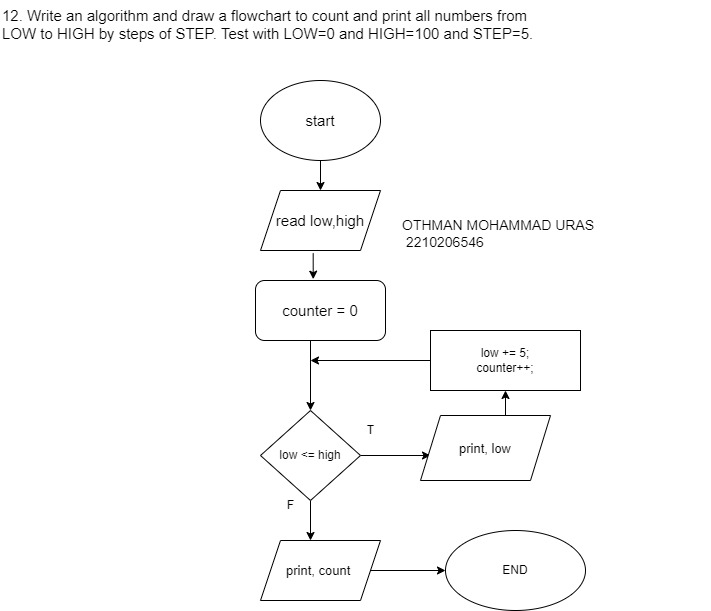 12. Write an algorithm and draw a flowchart to count and print all numbers from
LOW to HIGH by steps of STEP. Test with LOW=0 and HIGH=100 and STEP=5.
start
read low,high
OTHMAN MOHAMMAD URAS
2210206546
counter = 0
low += 5;
counter++;
T
low <= high
print, low
F
print, count
END